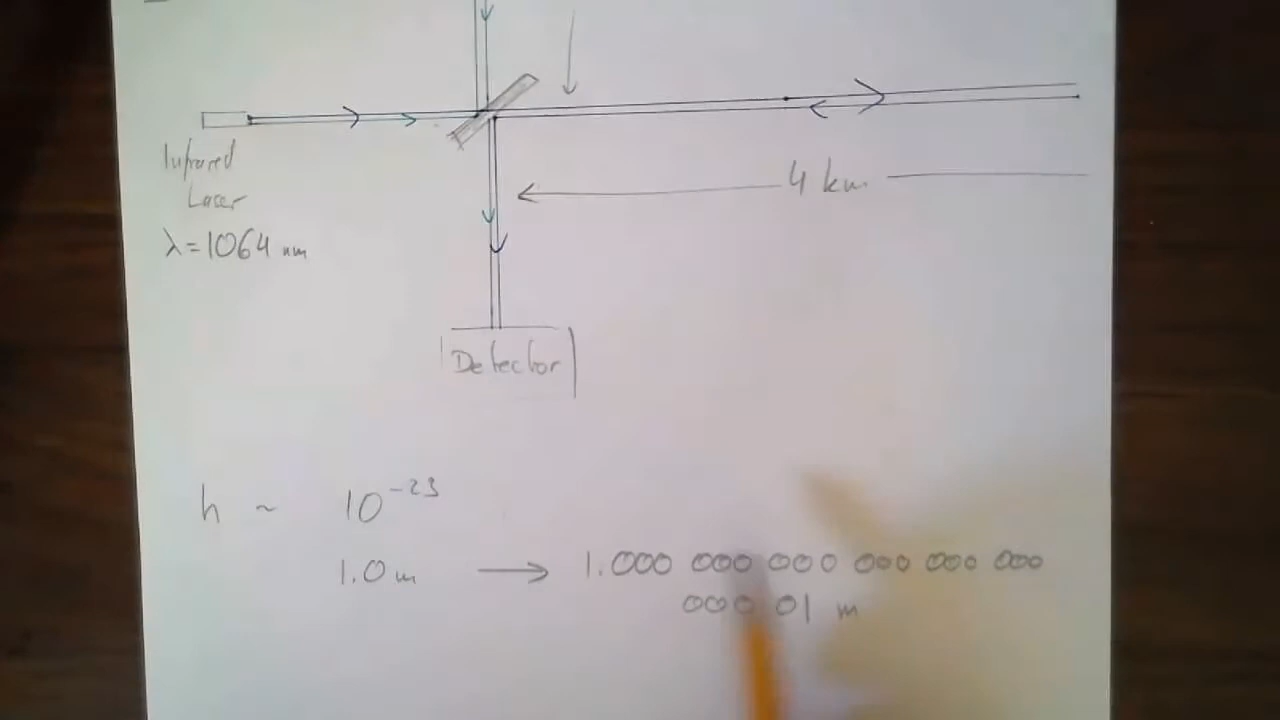 4 km
Infrared
Laser
λ=1064 nm
Detector
h ~ 10⁻²³
1.0 m → 1.000 000 000 000 000 000
000 01 m